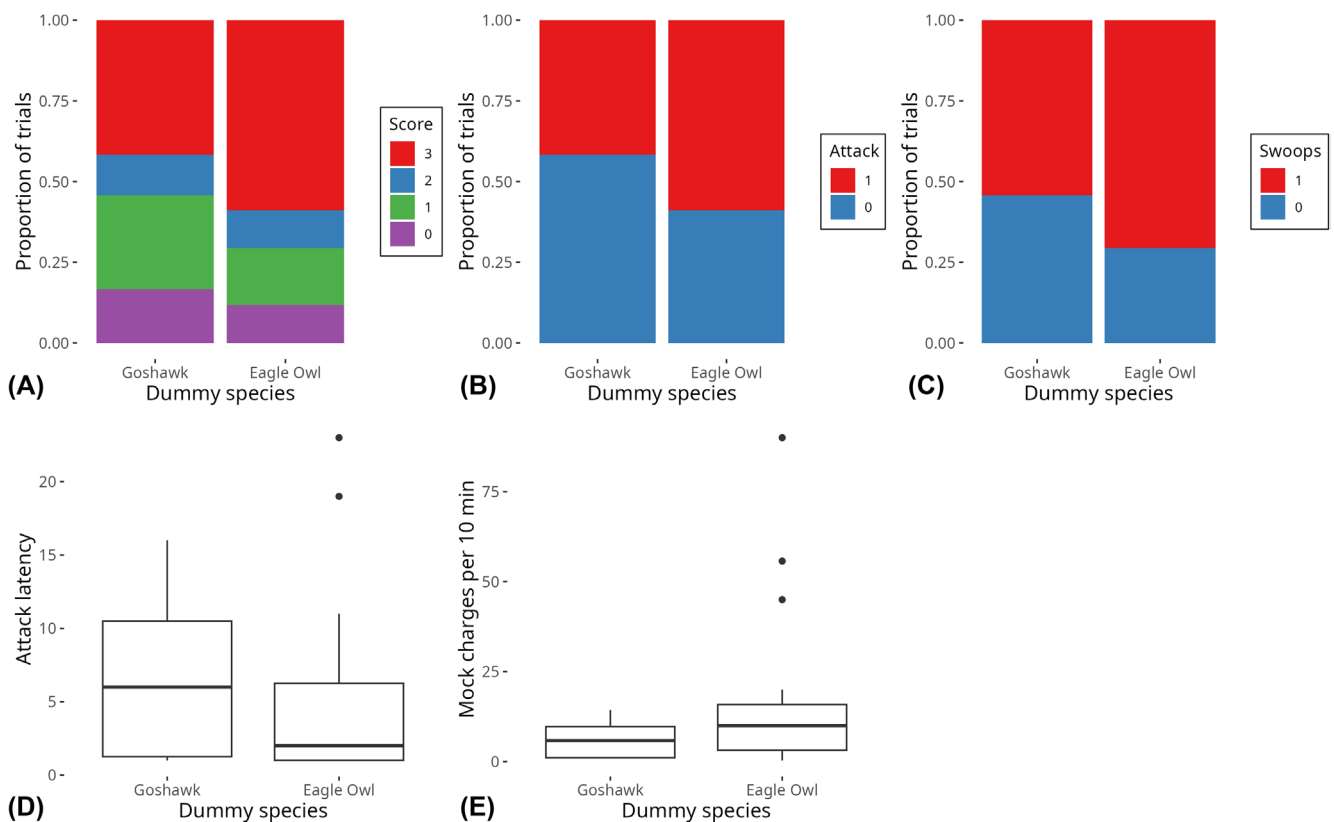 1.00
0.75
0.50
0.25
0.00
Proportion of trials
Goshawk
Eagle Owl
Dummy species
Score
3
2
1
0
(A)
1.00
0.75
0.50
0.25
0.00
Proportion of trials
Goshawk
Eagle Owl
Dummy species
Attack
1
0
(B)
1.00
0.75
0.50
0.25
0.00
Proportion of trials
Goshawk
Eagle Owl
Dummy species
Swoops
1
0
(C)
20
15
10
5
0
Attack latency
Goshawk
Eagle Owl
Dummy species
(D)
75
50
25
0
Mock charges per 10 min
Goshawk
Eagle Owl
Dummy species
(E)